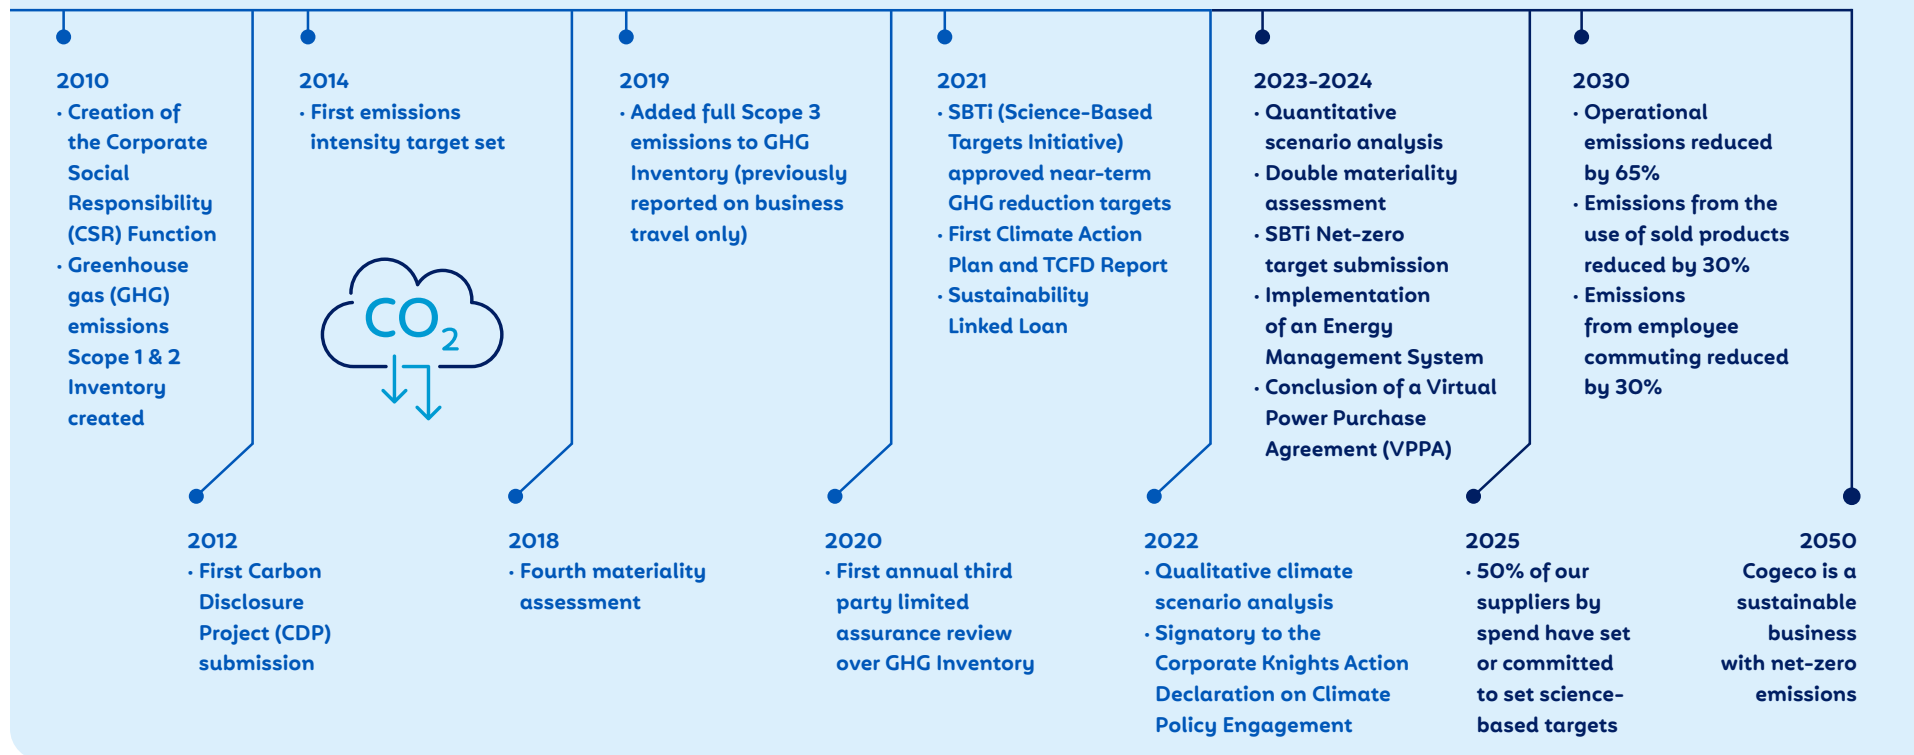 2010
· Creation of
the Corporate
Social
Responsibility
(CSR) Function
· Greenhouse
gas (GHG)
emissions
Scope 1 & 2
Inventory
created
2012
· First Carbon
Disclosure
Project (CDP)
submission
2014
· First emissions
intensity target set
CO2
2018
· Fourth materiality
assessment
2019
· Added full Scope 3
emissions to GHG
Inventory (previously
reported on business
travel only)
2020
· First annual third
party limited
assurance review
over GHG Inventory
2021
· SBTi (Science-Based
Targets Initiative)
approved near-term
GHG reduction targets
· First Climate Action
Plan and TCFD Report
· Sustainability
Linked Loan
2022
· Qualitative climate
scenario analysis
· Signatory to the
Corporate Knights Action
Declaration on Climate
Policy Engagement
2023-2024
· Quantitative
scenario analysis
· Double materiality
assessment
· SBTi Net-zero
target submission
· Implementation
of an Energy
Management System
· Conclusion of a Virtual
Power Purchase
Agreement (VPPA)
2025
· 50% of our
suppliers by
spend have set
or committed
to set science-
based targets
2030
· Operational
emissions reduced
by 65%
· Emissions from the
use of sold products
reduced by 30%
· Emissions
from employee
commuting reduced
by 30%
2050
Cogeco is a
sustainable
business
with net-zero
emissions